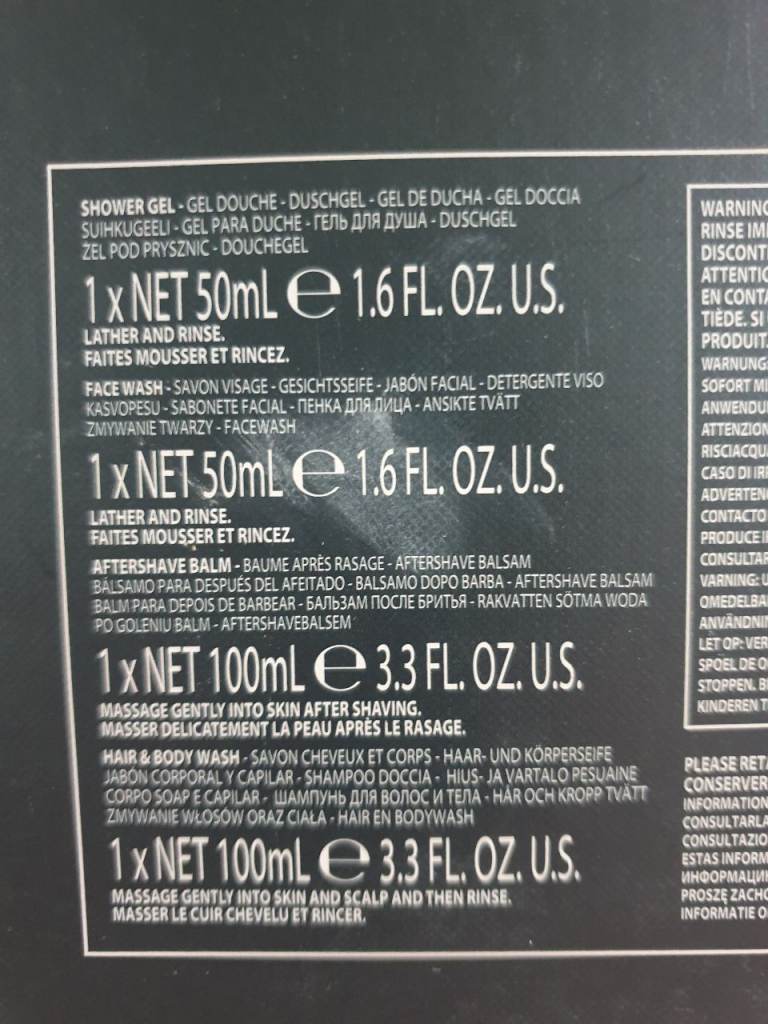 SHOWER GEL - GEL DOUCHE - DUSCHGEL - GEL DE DUCHA - GEL DOCCIA
SUIHKUGEELI - GEL PARA DUCHE - ГЕЛЬ ДЛЯ ДУША - DUSCHGEL
ŻEL POD PRYSZNIC - DOUCHEGEL
1 x NET 50mL ℮ 1.6 FL. OZ. U.S.
LATHER AND RINSE.
FAITES MOUSSER ET RINCEZ.
FACE WASH - SAVON VISAGE - GESICHTSSEIFE - JABÓN FACIAL - DETERGENTE VISO
KASVOPESU - SABONETE FACIAL - ПЕНКА ДЛЯ ЛИЦА - ANSIKTE TVÄTT
ZMYWANIE TWARZY - FACEWASH
1 x NET 50mL ℮ 1.6 FL. OZ. U.S.
LATHER AND RINSE.
FAITES MOUSSER ET RINCEZ.
AFTERSHAVE BALM - BAUME APRÈS RASAGE - AFTERSHAVE BALSAM
BÁLSAMO PARA DESPUÉS DEL AFEITADO - BALSAMO DOPO BARBA - AFTERSHAVE BALSAM
BALM PARA DEPOIS DE BARBEAR - БАЛЬЗАМ ПОСЛЕ БРИТЬЯ - RAKVATTEN SÖTMA WODA
PO GOLENIU BALM - AFTERSHAVEBALSEM
1 x NET 100mL ℮ 3.3 FL. OZ. U.S.
MASSAGE GENTLY INTO SKIN AFTER SHAVING.
MASSER DELICATEMENT LA PEAU APRÈS LE RASAGE.
HAIR & BODY WASH - SAVON CHEVEUX ET CORPS - HAAR- UND KÖRPERSEIFE
JABÓN CORPORAL Y CAPILAR - SHAMPOO DOCCIA - HIUS- JA VARTALO PESUAINE
CORPO SOAP E CAPILAR - ШАМПУНЬ ДЛЯ ВОЛОС И ТЕЛА - HÅR OCH KROPP TVÄTT
ZMYWANIE WŁOSÓW ORAZ CIAŁA - HAIR EN BODYWASH
1 x NET 100mL ℮ 3.3 FL. OZ. U.S.
MASSAGE GENTLY INTO SKIN AND SCALP AND THEN RINSE.
MASSER LE CUIR CHEVELU ET RINCER.
WARNING
RINSE IM
DISCONT
ATTENTIO
EN CONTA
TIÈDE. SI
PRODUIT.
WARNUNG:
SOFORT MI
ANWENDU
ATTENZION
RISCIACQU
CASO DI IR
ADVERTEN
CONTACTO
PRODUCE I
CONSULTAR
VARNING: U
OMEDELBA
ANVÄNDNI
LET OP: VER
SPOEL DE O
STOPPEN. B
KINDEREN T
PLEASE RETA
CONSERVER
INFORMATION
CONSULTARLA
CONSULTAZIO
ESTAS INFORM
ИНФОРМАЦИ
PROSZĘ ZACHO
INFORMATIE O